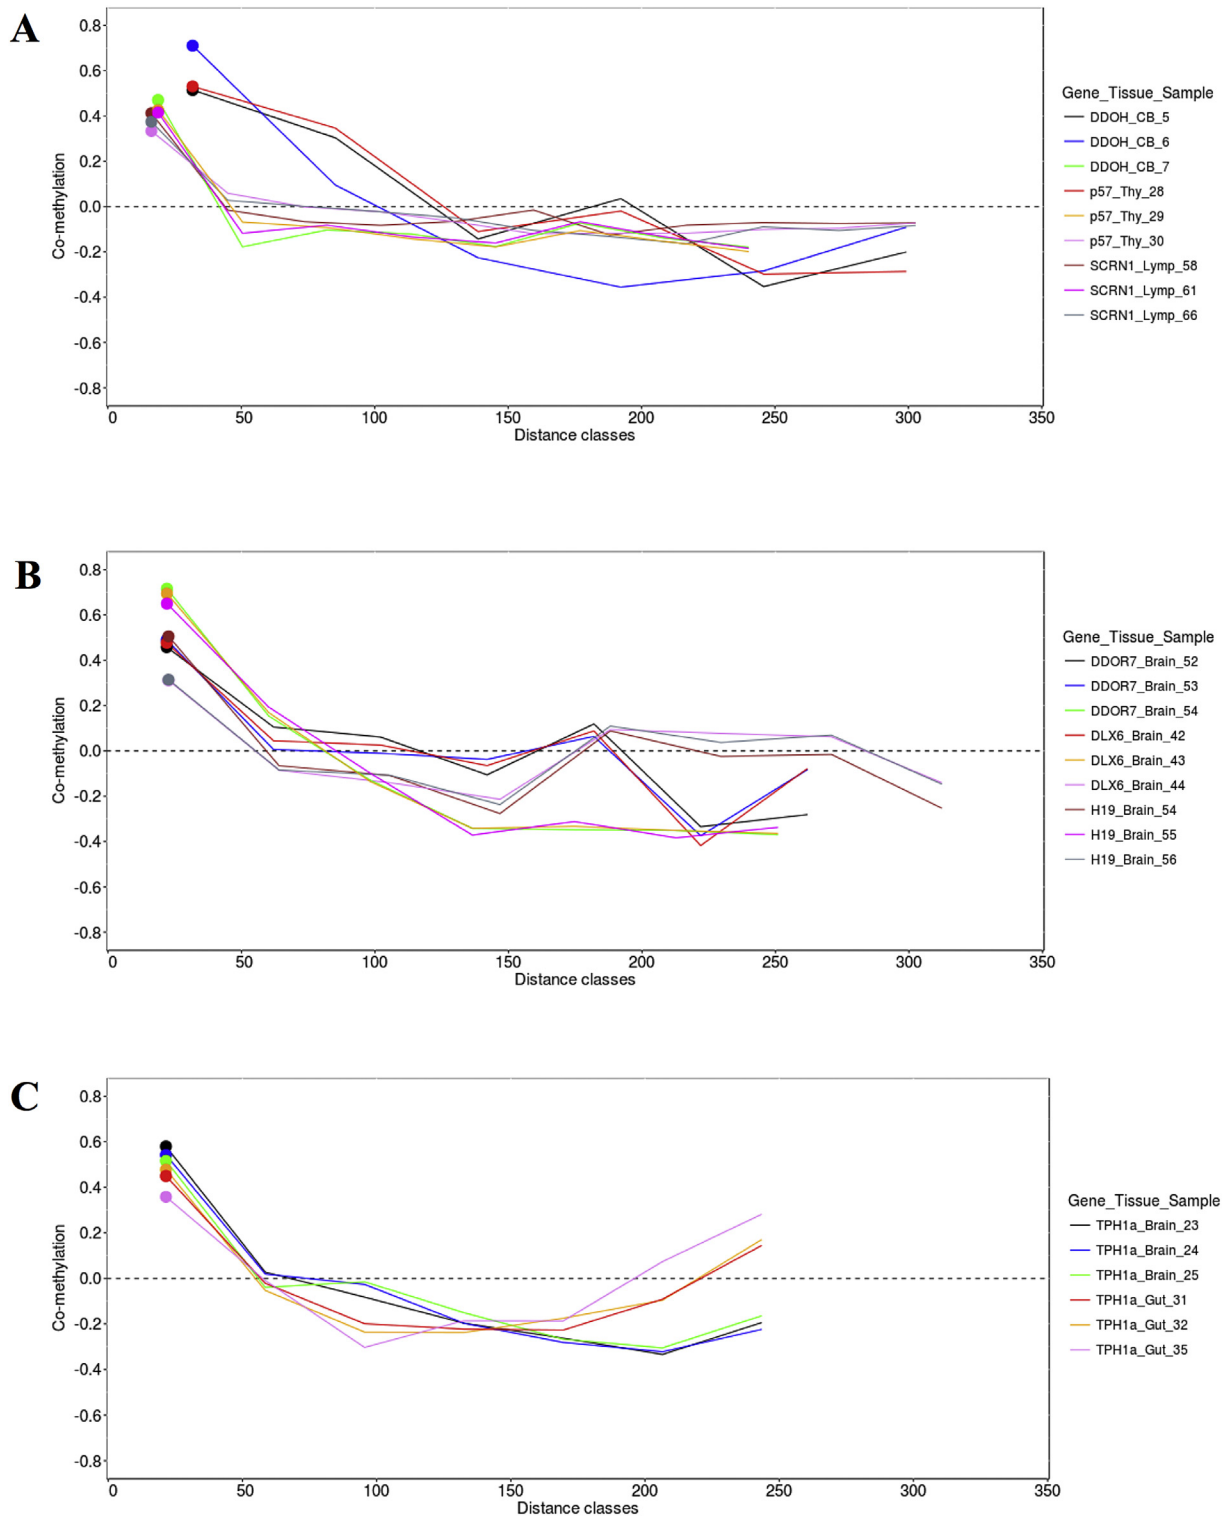 A
0.8
0.6
0.4
0.2
0.0
-0.2
-0.4
-0.6
-0.8
Co-methylation
0 50 100 150 200 250 300 350
Distance classes
Gene_Tissue_Sample
DDOH_CB_5
DDOH_CB_6
DDOH_CB_7
p57_Thy_28
p57_Thy_29
p57_Thy_30
SCRN1_Lymp_58
SCRN1_Lymp_61
SCRN1_Lymp_66
B
0.8
0.6
0.4
0.2
0.0
-0.2
-0.4
-0.6
-0.8
Co-methylation
0 50 100 150 200 250 300 350
Distance classes
Gene_Tissue_Sample
DDOR7_Brain_52
DDOR7_Brain_53
DDOR7_Brain_54
DLX6_Brain_42
DLX6_Brain_43
DLX6_Brain_44
H19_Brain_54
H19_Brain_55
H19_Brain_56
C
0.8
0.6
0.4
0.2
0.0
-0.2
-0.4
-0.6
-0.8
Co-methylation
0 50 100 150 200 250 300 350
Distance classes
Gene_Tissue_Sample
TPH1a_Brain_23
TPH1a_Brain_24
TPH1a_Brain_25
TPH1a_Gut_31
TPH1a_Gut_32
TPH1a_Gut_35